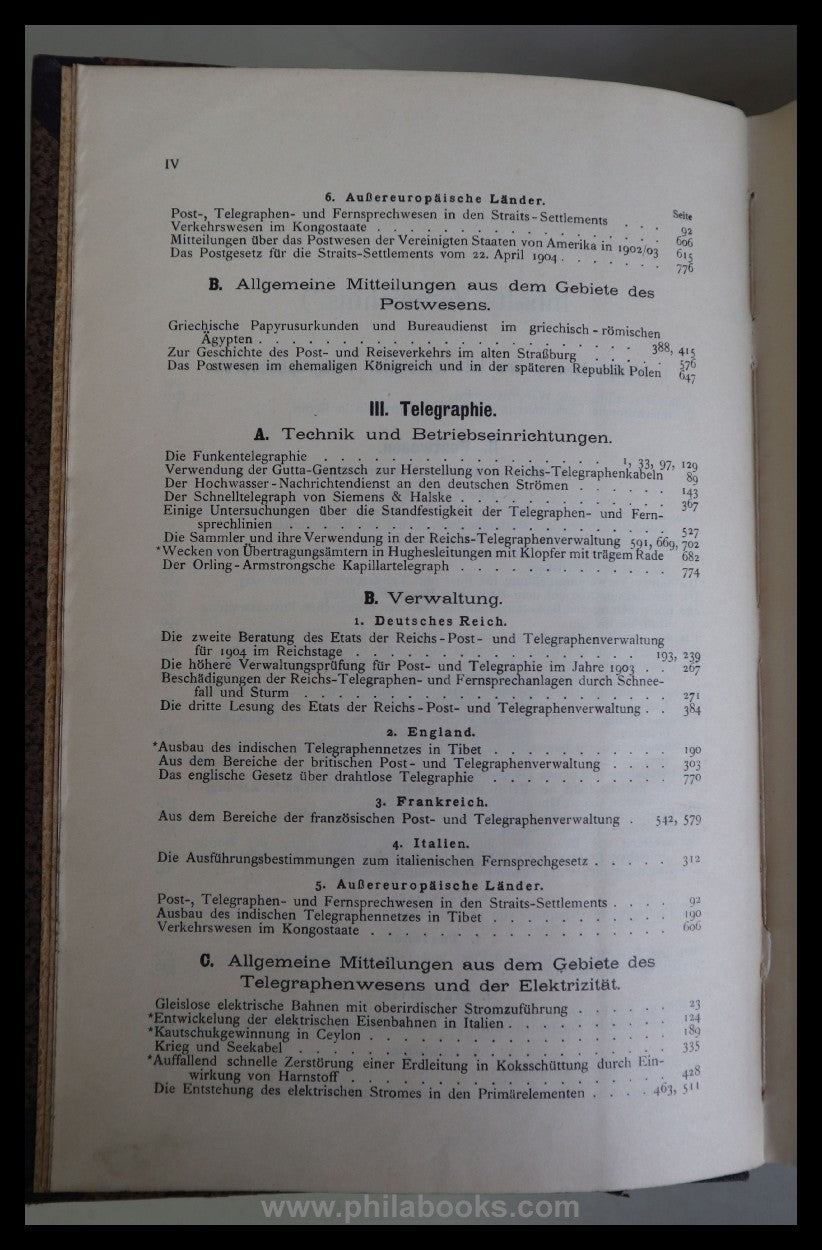 IV
6. Außereuropäische Länder.
Seite
Post-, Telegraphen- und Fernsprechwesen in den Straits-Settlements . . . 92
Verkehrswesen im Kongostaate . . . . . . . . . . . . . . . 606
Mitteilungen über das Postwesen der Vereinigten Staaten von Amerika in 1902/03 615
Das Postgesetz für die Straits-Settlements vom 22. April 1904 . . . . . . 776
B. Allgemeine Mitteilungen aus dem Gebiete des
Postwesens.
Griechische Papyrusurkunden und Bureaudienst im griechisch-römischen
Ägypten . . . . . . . . . . . . . . . . . . 388, 415
Zur Geschichte des Post- und Reiseverkehrs im alten Straßburg . . . 576
Das Postwesen im ehemaligen Königreich und in der späteren Republik Polen 647
III. Telegraphie.
A. Technik und Betriebseinrichtungen.
Die Funkentelegraphie . . . . . . . . . . . . . . 1, 33, 97, 129
Verwendung der Gutta-Gentzsch zur Herstellung von Reichs-Telegraphenkabeln 89
Der Hochwasser-Nachrichtendienst an den deutschen Strömen . . . . . 143
Der Schnelltelegraph von Siemens & Halske . . . . . . . . . . . 367
Einige Untersuchungen über die Standfestigkeit der Telegraphen- und Fern-
sprechlinien . . . . . . . . . . . . . . . . . . . 527
Die Sammler und ihre Verwendung in der Reichs-Telegraphenverwaltung 591, 669, 702
*Wecken von Übertragungsämtern in Hughesleitungen mit Klopfer mit trägem Rade 682
Der Orling-Armstrongsche Kapillartelegraph . . . . . . . . . . . 774
B. Verwaltung.
1. Deutsches Reich.
Die zweite Beratung des Etats der Reichs-Post- und Telegraphenverwaltung
für 1904 im Reichstage . . . . . . . . . . . . . . . 193, 239
Die höhere Verwaltungsprüfung für Post- und Telegraphie im Jahre 1903 . . 267
Beschädigungen der Reichs-Telegraphen- und Fernsprechanlagen durch Schnee-
fall und Sturm . . . . . . . . . . . . . . . . . . . 271
Die dritte Lesung des Etats der Reichs-Post- und Telegraphenverwaltung . . 384
2. England.
*Ausbau des indischen Telegraphennetzes in Tibet . . . . . . . . . . 190
Aus dem Bereiche der britischen Post- und Telegraphenverwaltung . . . . 303
Das englische Gesetz über drahtlose Telegraphie . . . . . . . . . . 770
3. Frankreich.
Aus dem Bereiche der französischen Post- und Telegraphenverwaltung . 542, 579
4. Italien.
Die Ausführungsbestimmungen zum italienischen Fernsprechgesetz . . . . . 312
5. Außereuropäische Länder.
Post-, Telegraphen- und Fernsprechwesen in den Straits-Settlements . . . . 92
Ausbau des indischen Telegraphennetzes in Tibet . . . . . . . . . . 190
Verkehrswesen im Kongostaate . . . . . . . . . . . . . . . . . 606
C. Allgemeine Mitteilungen aus dem Gebiete des
Telegraphenwesens und der Elektrizität.
Gleislose elektrische Bahnen mit oberirdischer Stromzuführung . . . . . . 23
*Entwickelung der elektrischen Eisenbahnen in Italien . . . . . . . . . 124
*Kautschukgewinnung in Ceylon . . . . . . . . . . . . . . . . . 189
Krieg und Seekabel . . . . . . . . . . . . . . . . . . . . . 335
*Auffallend schnelle Zerstörung einer Erdleitung in Koksschüttung durch Ein-
wirkung von Harnstoff . . . . . . . . . . . . . . . . . . 428
Die Entstehung des elektrischen Stromes in den Primärelementen . . . . 463, 511
www.philabooks.com